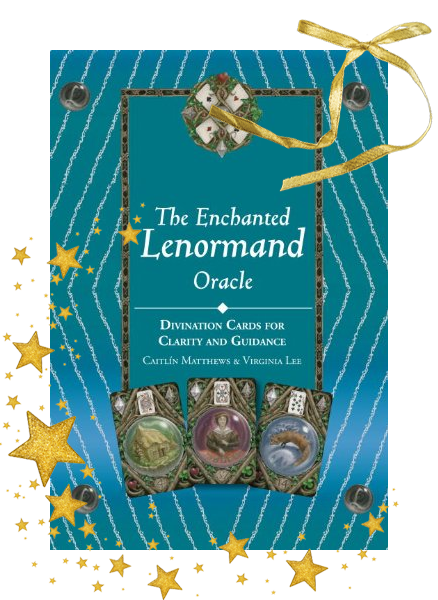 The Enchanted
Lenormand
Oracle
Divination Cards for
Clarity and Guidance
Caitlín Matthews & Virginia Lee